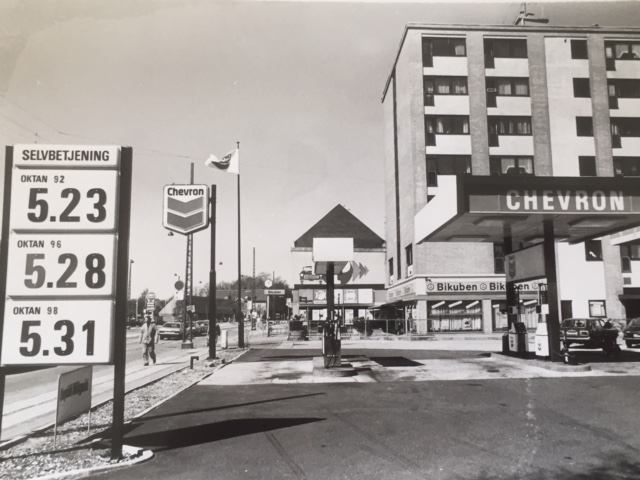 SELVBETJENING
OKTAN 92
5.23
OKTAN 96
5.28
OKTAN 98
5.31
Chevron
CHEVRON
Bikuben Bikuben